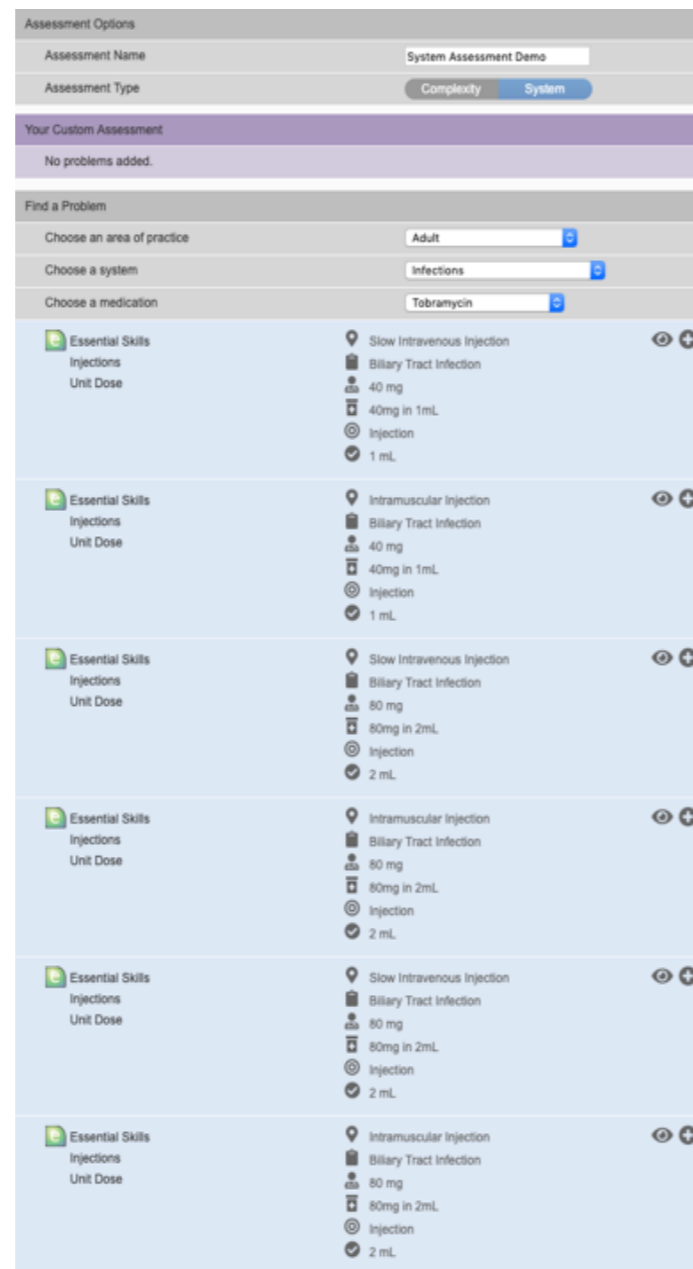 Assessment Options
Assessment Name System Assessment Demo
Assessment Type Complexity System
Your Custom Assessment
No problems added.
Find a Problem
Choose an area of practice Adult
Choose a system Infections
Choose a medication Tobramycin
Essential Skills Slow Intravenous Injection
Injections Biliary Tract Infection
Unit Dose 40 mg
40mg in 1mL
Injection
1 mL
Essential Skills Intramuscular Injection
Injections Biliary Tract Infection
Unit Dose 40 mg
40mg in 1mL
Injection
1 mL
Essential Skills Slow Intravenous Injection
Injections Biliary Tract Infection
Unit Dose 80 mg
80mg in 2mL
Injection
2 mL
Essential Skills Intramuscular Injection
Injections Biliary Tract Infection
Unit Dose 80 mg
80mg in 2mL
Injection
2 mL
Essential Skills Slow Intravenous Injection
Injections Biliary Tract Infection
Unit Dose 80 mg
80mg in 2mL
Injection
2 mL
Essential Skills Intramuscular Injection
Injections Biliary Tract Infection
Unit Dose 80 mg
80mg in 2mL
Injection
2 mL